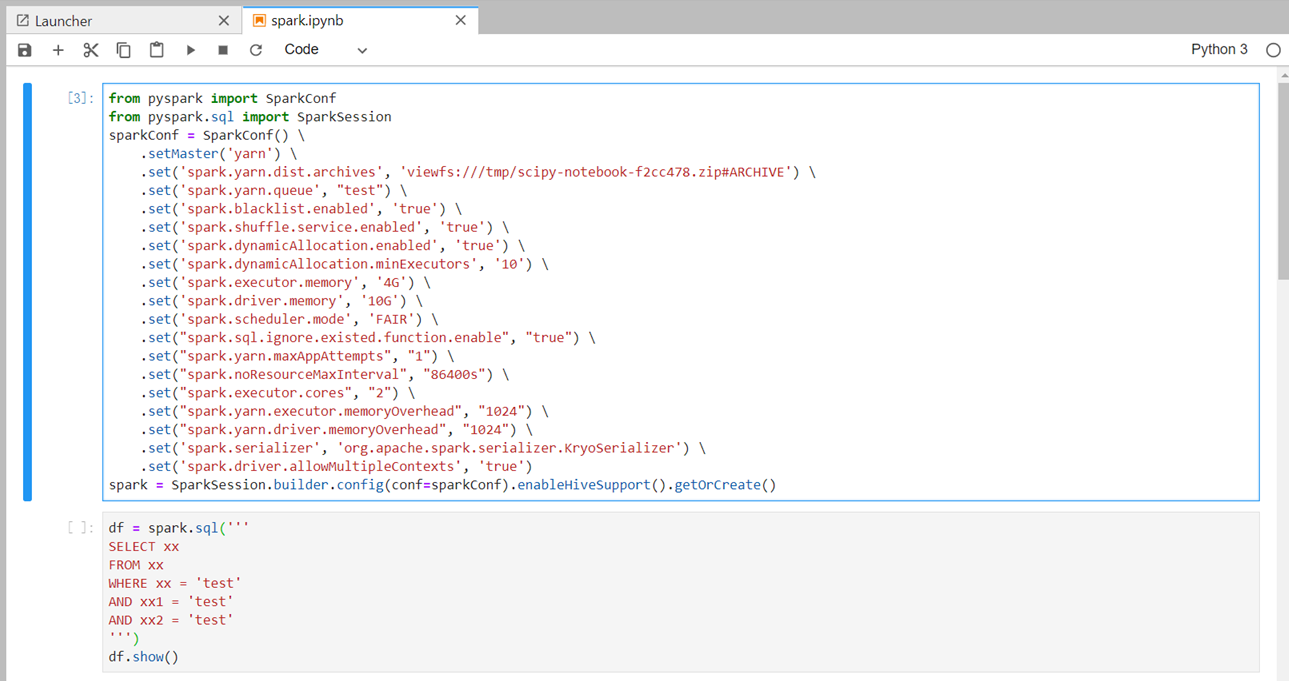 Launcher
spark.ipynb
Code
Python 3
[3]:
from pyspark import SparkConf
from pyspark.sql import SparkSession
sparkConf = SparkConf() \
    .setMaster('yarn') \
    .set('spark.yarn.dist.archives', 'viewfs:///tmp/scipy-notebook-f2cc478.zip#ARCHIVE') \
    .set('spark.yarn.queue', "test") \
    .set('spark.blacklist.enabled', 'true') \
    .set('spark.shuffle.service.enabled', 'true') \
    .set('spark.dynamicAllocation.enabled', 'true') \
    .set('spark.dynamicAllocation.minExecutors', '10') \
    .set('spark.executor.memory', '4G') \
    .set('spark.driver.memory', '10G') \
    .set('spark.scheduler.mode', 'FAIR') \
    .set("spark.sql.ignore.existed.function.enable", "true") \
    .set("spark.yarn.maxAppAttempts", "1") \
    .set("spark.noResourceMaxInterval", "86400s") \
    .set("spark.executor.cores", "2") \
    .set("spark.yarn.executor.memoryOverhead", "1024") \
    .set("spark.yarn.driver.memoryOverhead", "1024") \
    .set('spark.serializer', 'org.apache.spark.serializer.KryoSerializer') \
    .set('spark.driver.allowMultipleContexts', 'true')
spark = SparkSession.builder.config(conf=sparkConf).enableHiveSupport().getOrCreate()
[ ]:
df = spark.sql('''
SELECT xx
FROM xx
WHERE xx = 'test'
AND xx1 = 'test'
AND xx2 = 'test'
''')
df.show()